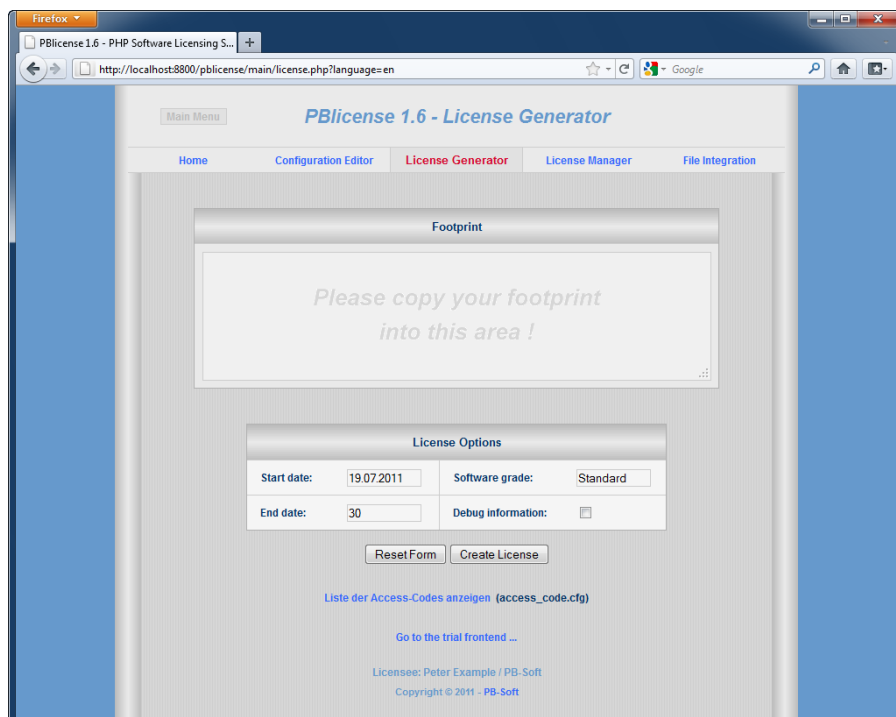 Firefox
PBlicense 1.6 - PHP Software Licensing S...
http://localhost:8800/pblicense/main/license.php?language=en
Google
Main Menu
PBlicense 1.6 - License Generator
Home Configuration Editor License Generator License Manager File Integration
Footprint
Please copy your footprint
into this area !
License Options
Start date: 19.07.2011 Software grade: Standard
End date: 30 Debug information:
Reset Form Create License
Liste der Access-Codes anzeigen (access_code.cfg)
Go to the trial frontend ...
Licensee: Peter Example / PB-Soft
Copyright © 2011 - PB-Soft